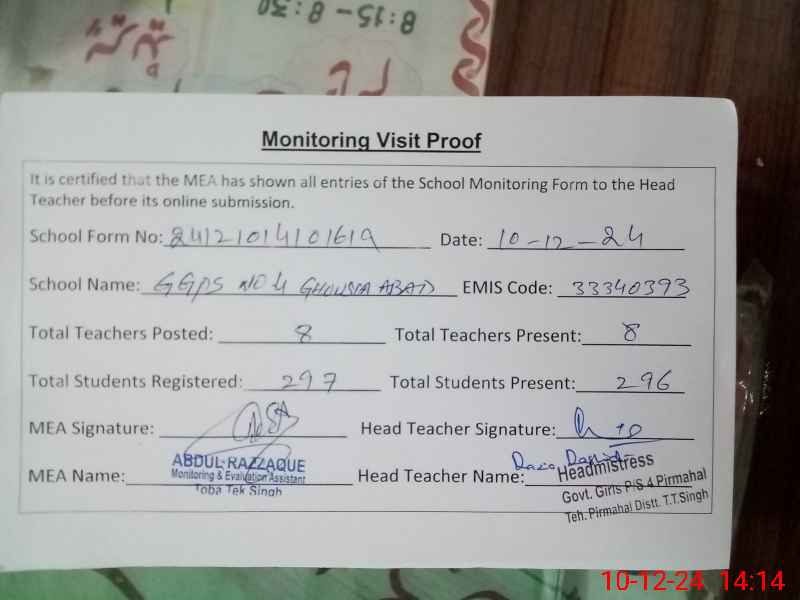 8:15 - 8:30
Monitoring Visit Proof
It is certified that the MEA has shown all entries of the School Monitoring Form to the Head
Teacher before its online submission.
School Form No: 24121014101619 Date: 10-12-24
School Name: GGPS NO 4 GHOUSIA ABAD EMIS Code: 33340393
Total Teachers Posted: 8 Total Teachers Present: 8
Total Students Registered: 297 Total Students Present: 296
MEA Signature: Head Teacher Signature:
MEA Name: ABDUL RAZZAQUE Head Teacher Name:
Monitoring & Evaluation Assistant
Toba Tek Singh
Headmistress
Govt. Girls P/S 4 Pirmahal
Teh. Pirmahal Distt. T.T.Singh
10-12-24 14:14